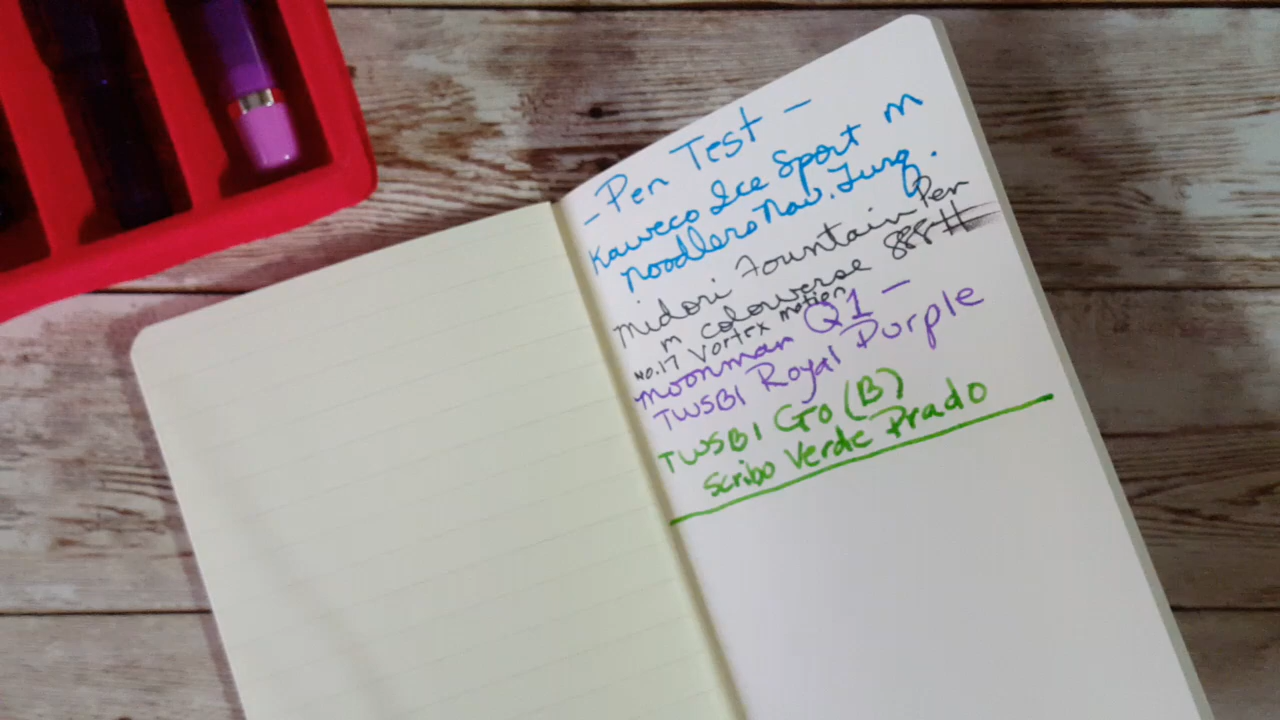 - Pen Test -
Kaweco Ice Sport m
noodlers Nav. Turq.
Midori Fountain Pen
m colorverse 888
No.17 Vortex motion
moonman Q1 -
TWSBI Royal Purple
TWSBI Go (B)
Scribo Verde Prado